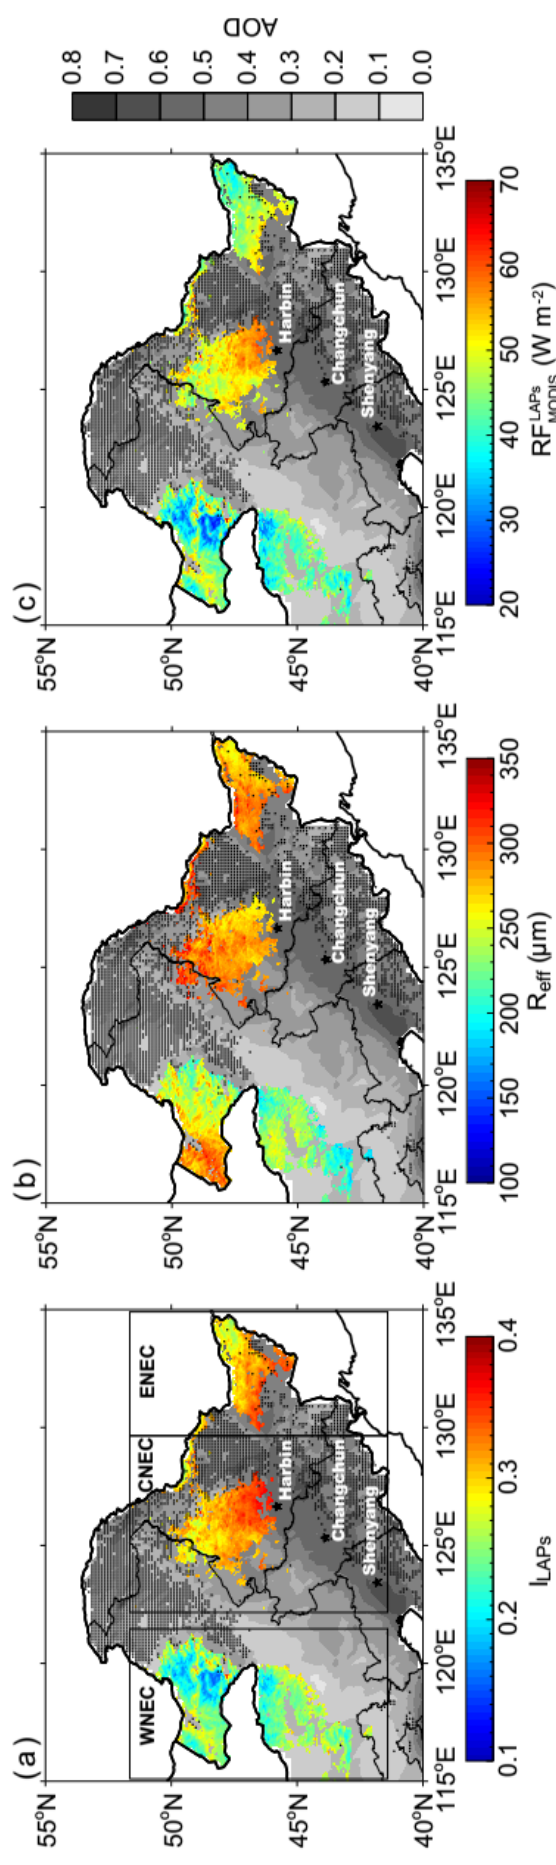 (a)
55°N
50°N
45°N
40°N
115°E
120°E
125°E
130°E
135°E
WNEC
CNEC
ENEC
Harbin
Changchun
Shenyang
0.1
0.2
0.3
0.4
I_LAPs
(b)
55°N
50°N
45°N
40°N
115°E
120°E
125°E
130°E
135°E
Harbin
Changchun
Shenyang
100
150
200
250
300
350
R_eff (μm)
(c)
55°N
50°N
45°N
40°N
115°E
120°E
125°E
130°E
135°E
Harbin
Changchun
Shenyang
20
30
40
50
60
70
RF_MODIS^LAPs (W m⁻²)
0.8
0.7
0.6
0.5
0.4
0.3
0.2
0.1
0.0
AOD